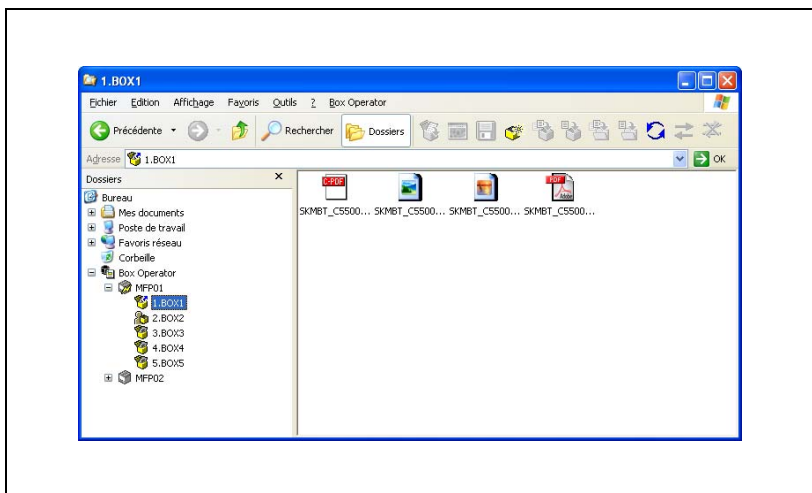 1.BOX1
Fichier Edition Affichage Favoris Outils ? Box Operator
Précédente Rechercher Dossiers
Adresse 1.BOX1 OK
Dossiers
Bureau
Mes documents
Poste de travail
Favoris réseau
Corbeille
Box Operator
MFP01
1.BOX1
2.BOX2
3.BOX3
4.BOX4
5.BOX5
MFP02
C-PDF PDF Adobe
SKMBT_C5500... SKMBT_C5500... SKMBT_C5500... SKMBT_C5500...